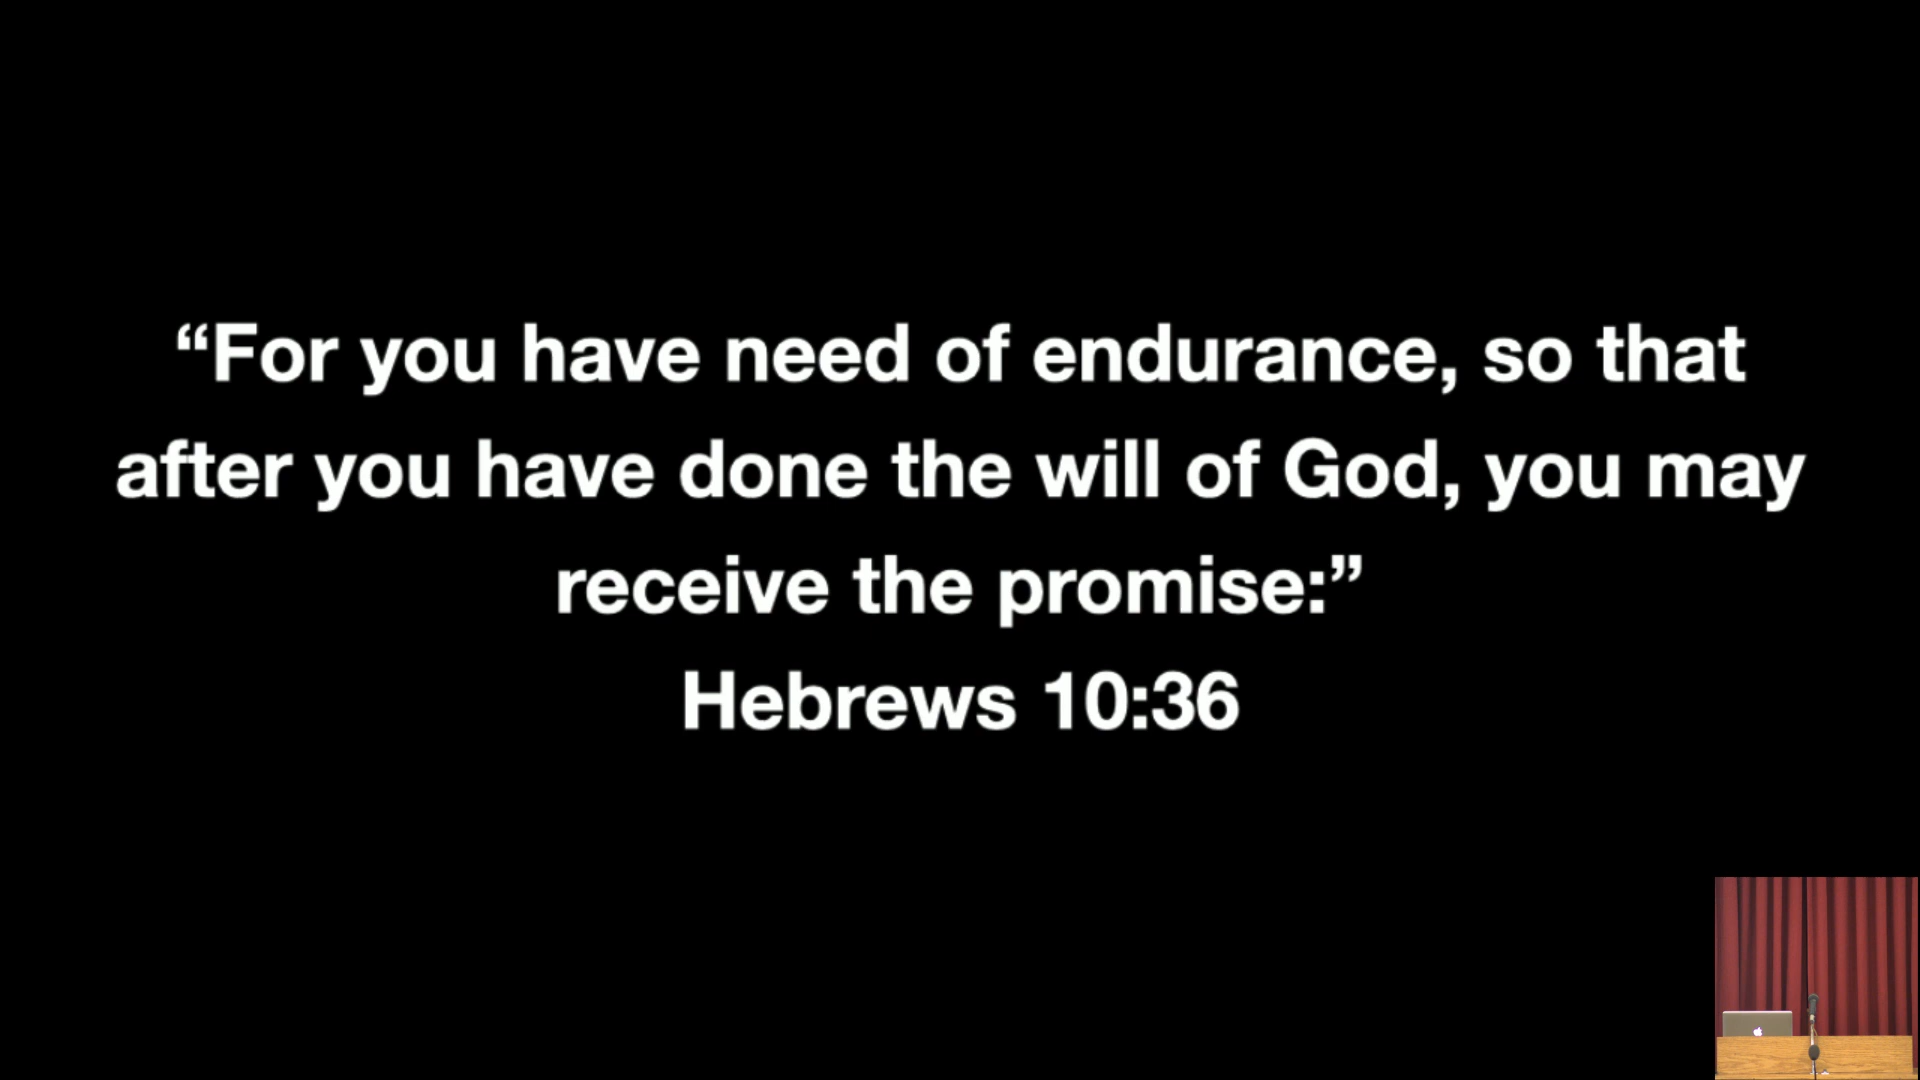 “For you have need of endurance, so that
after you have done the will of God, you may
receive the promise:”
Hebrews 10:36